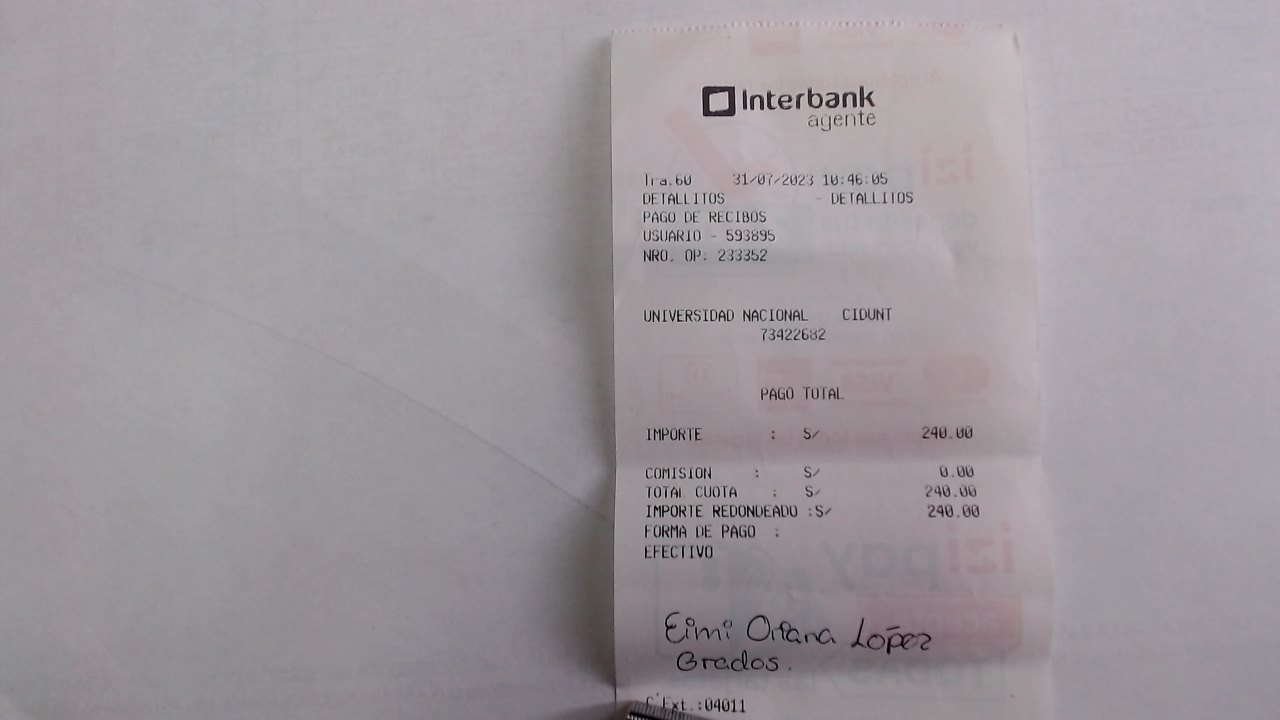 Interbank
agente
Tra.60 31/07/2023 10:46:05
DETALLITOS - DETALLITOS
PAGO DE RECIBOS
USUARIO - 593895
NRO. OP: 233352
UNIVERSIDAD NACIONAL CIDUNT
73422682
PAGO TOTAL
IMPORTE : S/ 240.00
COMISION : S/ 0.00
TOTAL CUOTA : S/ 240.00
IMPORTE REDONDEADO :S/ 240.00
FORMA DE PAGO :
EFECTIVO
Eimi Oriana López
Grados.
Ext.:04011